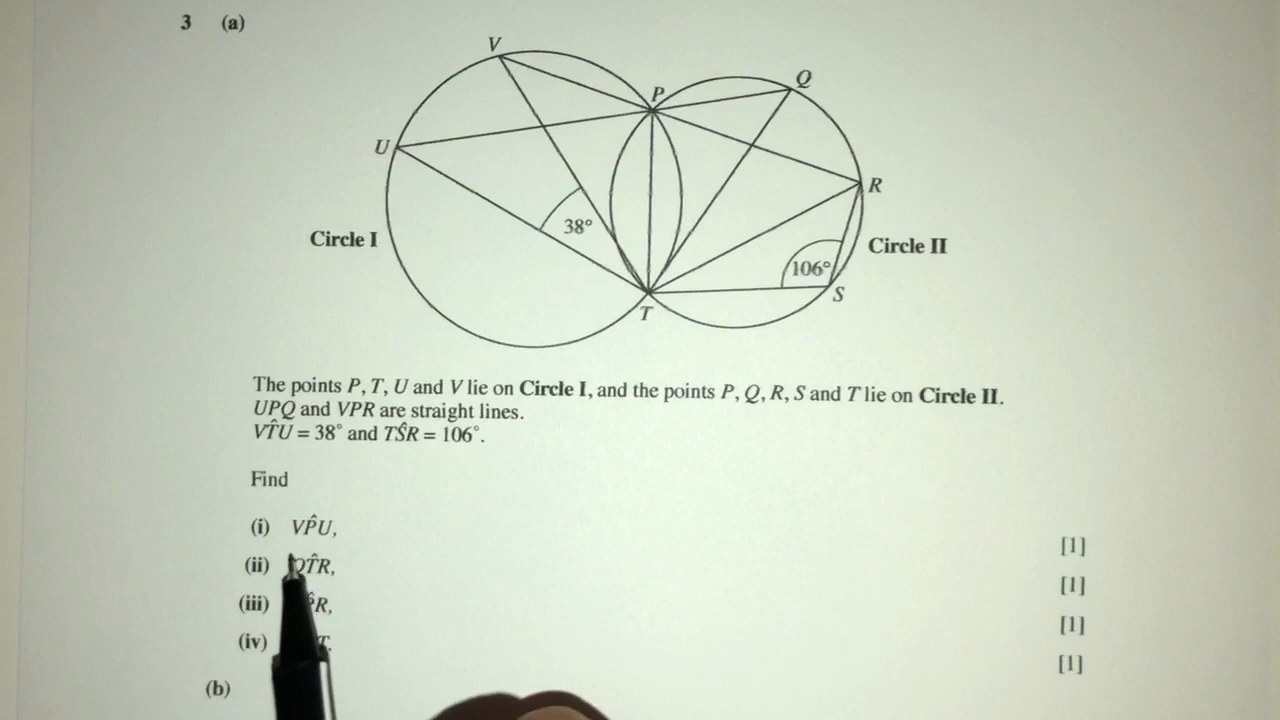 3 (a)
V
P
Q
U
R
38°
Circle I
Circle II
106°
S
T
The points P, T, U and V lie on Circle I, and the points P, Q, R, S and T lie on Circle II.
UPQ and VPR are straight lines.
VT̂U = 38° and TŜR = 106°.
Find
(i) VP̂U, [1]
(ii) [1]
(iii) [1]
(iv) [1]
(b)